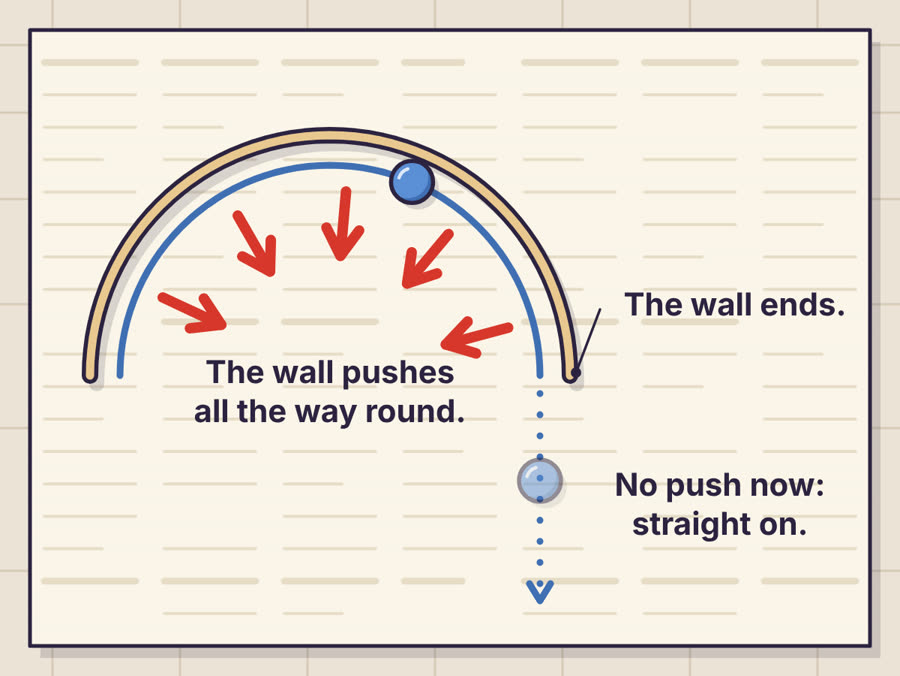 The wall ends.
The wall pushes
all the way round.
No push now:
straight on.